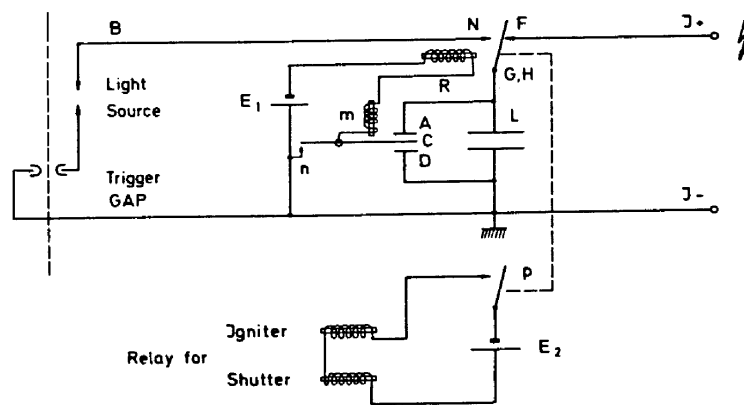 B
N
F
J+
Light
Source
E1
R
G,H
m
A
C
D
L
n
Trigger
GAP
J-
p
Jgniter
Relay for
E2
Shutter